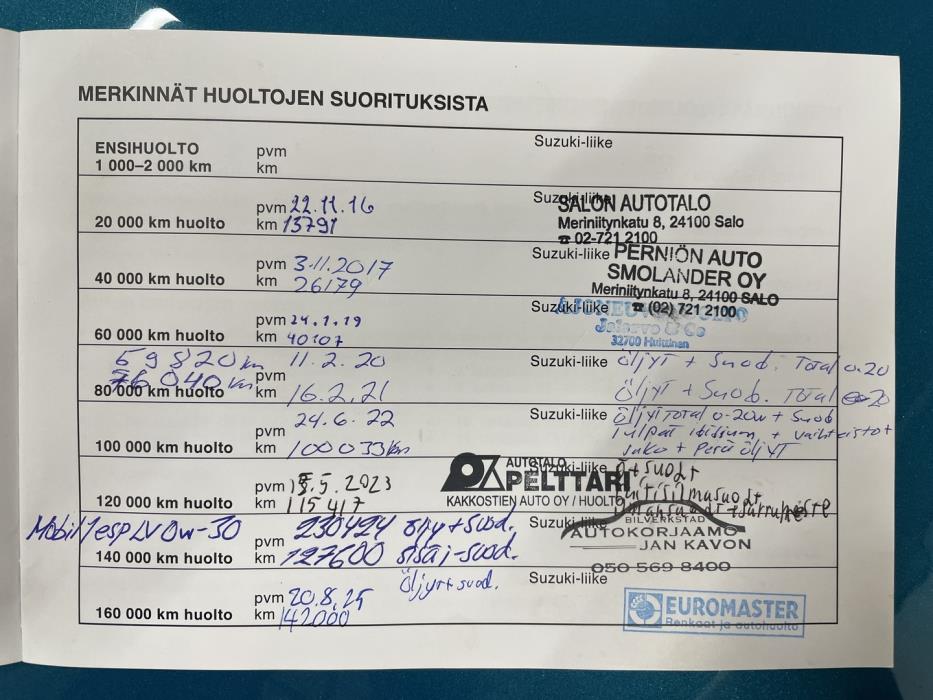 MERKINNÄT HUOLTOJEN SUORITUKSISTA
ENSIHUOLTO
1 000–2 000 km
pvm
km
Suzuki-liike
20 000 km huolto
pvm 22.11.16
km 13791
Suzuki-liike
SALON AUTOTALO
Meriniitynkatu 8, 24100 Salo
☎ 02-721 2100
40 000 km huolto
pvm 3.11.2017
km 26179
Suzuki-liike
PERNIÖN AUTO
SMOLANDER OY
Meriniitynkatu 8, 24100 SALO
☎ (02) 721 2100
60 000 km huolto
pvm 24.1.19
km 40107
Suzuki-liike
& Co
32700 Huittinen
59820 km 11.2.20
76040 km
80 000 km huolto
pvm
km 16.2.21
Suzuki-liike
Öljyt + Suod. Total 0-20
Öljyt + Suod. Total 0-20
100 000 km huolto
24.6.22
pvm
km 100033km
Suzuki-liike
Öljyt Total 0-20w + Suod
Tulpat iridium + vaihteisto +
Jako + Perä öljyt
120 000 km huolto
pvm 5.2023
km 115417
Suzuki-liike
AUTOTALO
PELTTARI
KAKKOSTIEN AUTO OY / HUOLTO
Ö + suodt
Mobil 1 esp LV 0w-30
140 000 km huolto
pvm 230424 öljy + suod.
km 127600 sisäi-suod.
Suzuki-liike
BILVERKSTAD
AUTOKORJAAMO
JAN KAVON
050 569 8400
160 000 km huolto
pvm 20.8.25
km 142000
Öljy + suod.
Suzuki-liike
EUROMASTER
Renkaat ja autohuolto